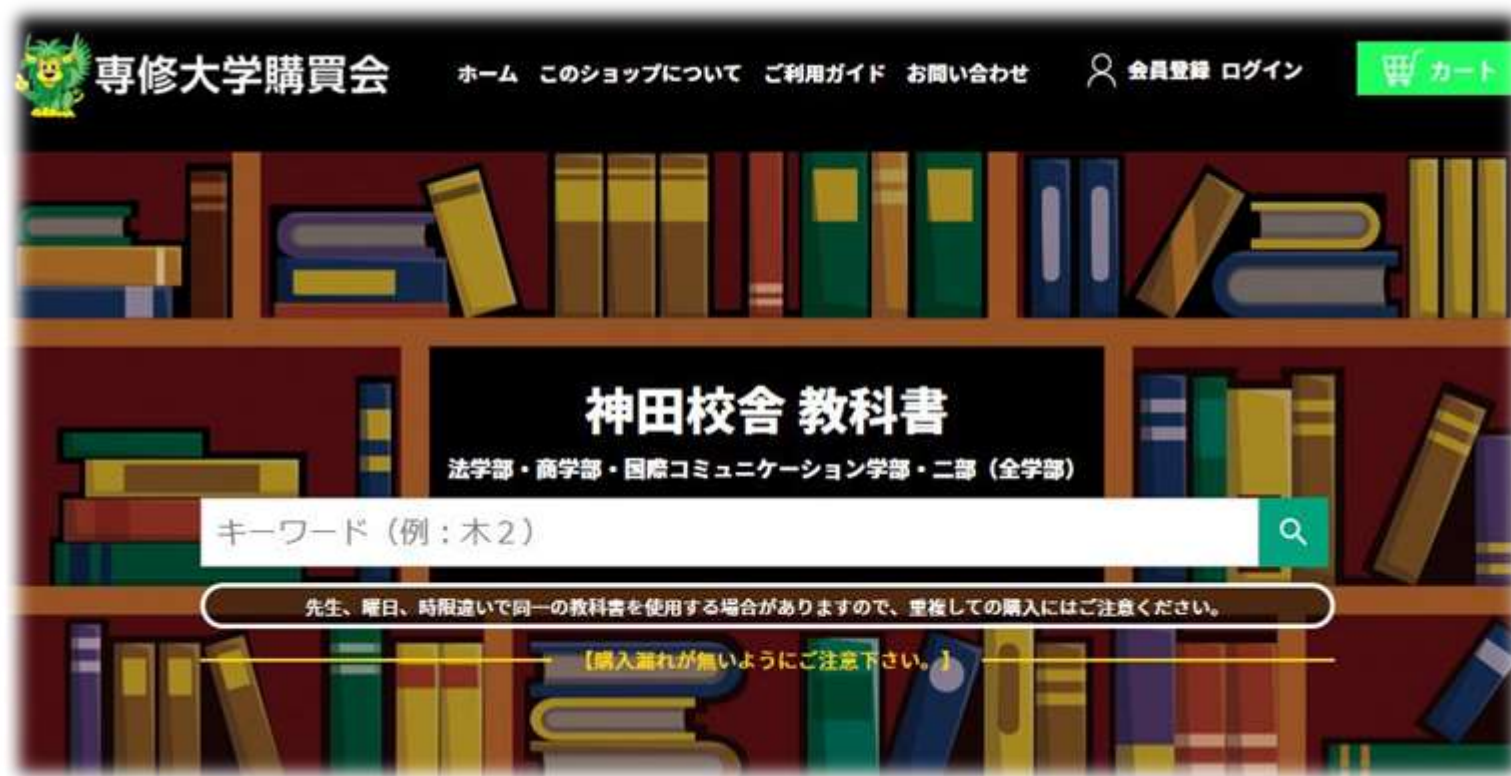 専修大学購買会
ホーム このショップについて ご利用ガイド お問い合わせ
会員登録 ログイン
カート
神田校舎 教科書
法学部・商学部・国際コミュニケーション学部・二部（全学部）
キーワード（例：木２）
先生、曜日、時限違いで同一の教科書を使用する場合がありますので、重複しての購入にはご注意ください。
【購入漏れが無いようにご注意下さい。】